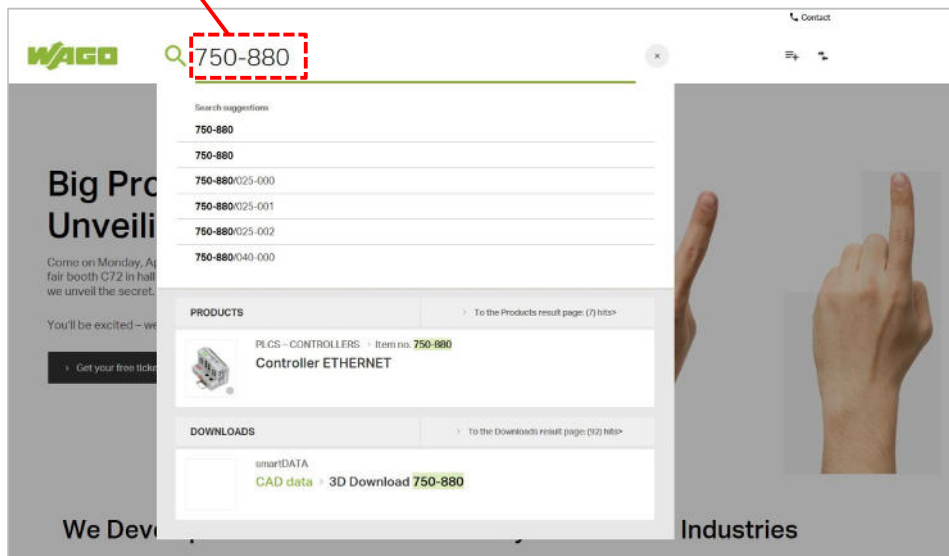 Contact
WAGO
750-880
×
Search suggestions
750-880
750-880
750-880/025-000
750-880/025-001
750-880/025-002
750-880/040-000
Big Pro
Unveili
Come on Monday, Ap
fair booth C72 in hall
we unveil the secret.
You'll be excited – we
› Get your free ticke
PRODUCTS
› To the Products result page: (7) hits>
PLCS – CONTROLLERS › Item no. 750-880
Controller ETHERNET
DOWNLOADS
› To the Downloads result page: (92) hits>
smartDATA
CAD data › 3D Download 750-880
We Dev
Industries